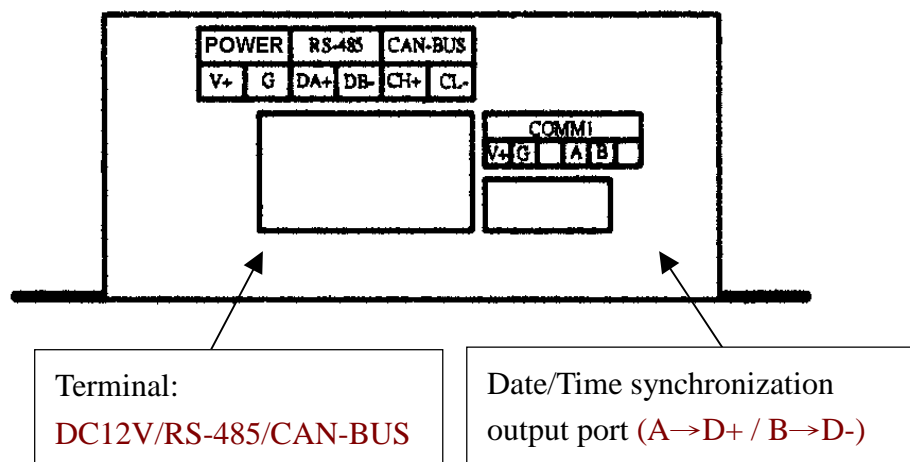 POWER RS-485 CAN-BUS
V+ G DA+ DB- CH+ CL-
COMM1
V+ G A B
Terminal:
DC12V/RS-485/CAN-BUS
Date/Time synchronization
output port (A→D+ / B→D-)